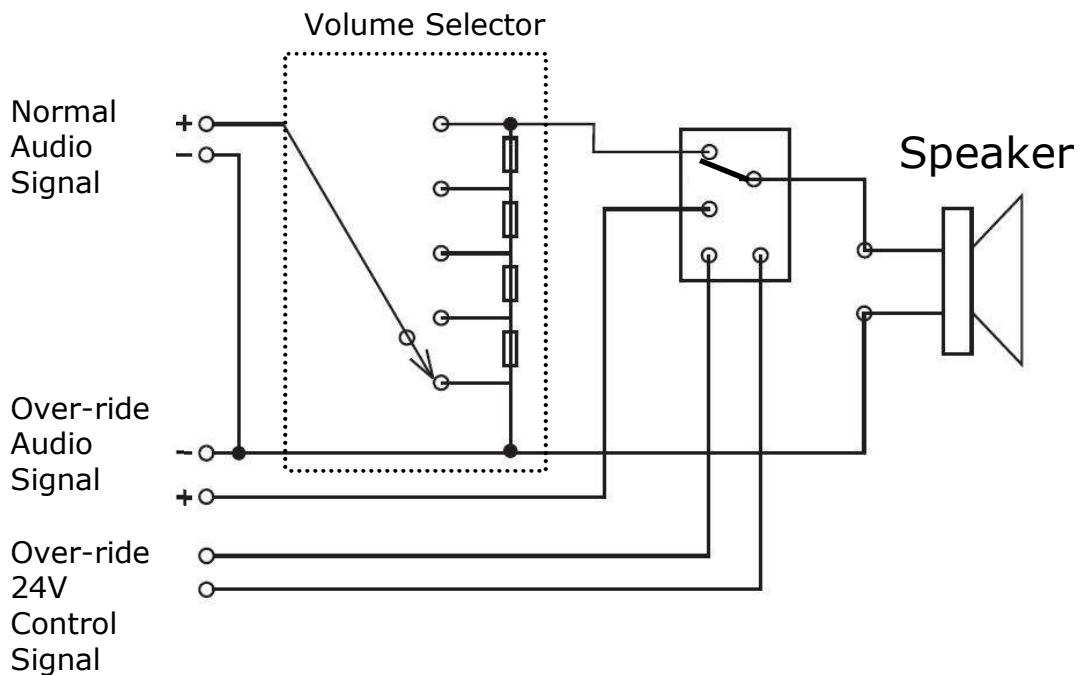 Volume Selector
Normal
Audio
Signal
+
-
Speaker
Over-ride
Audio
Signal
-
+
Over-ride
24V
Control
Signal